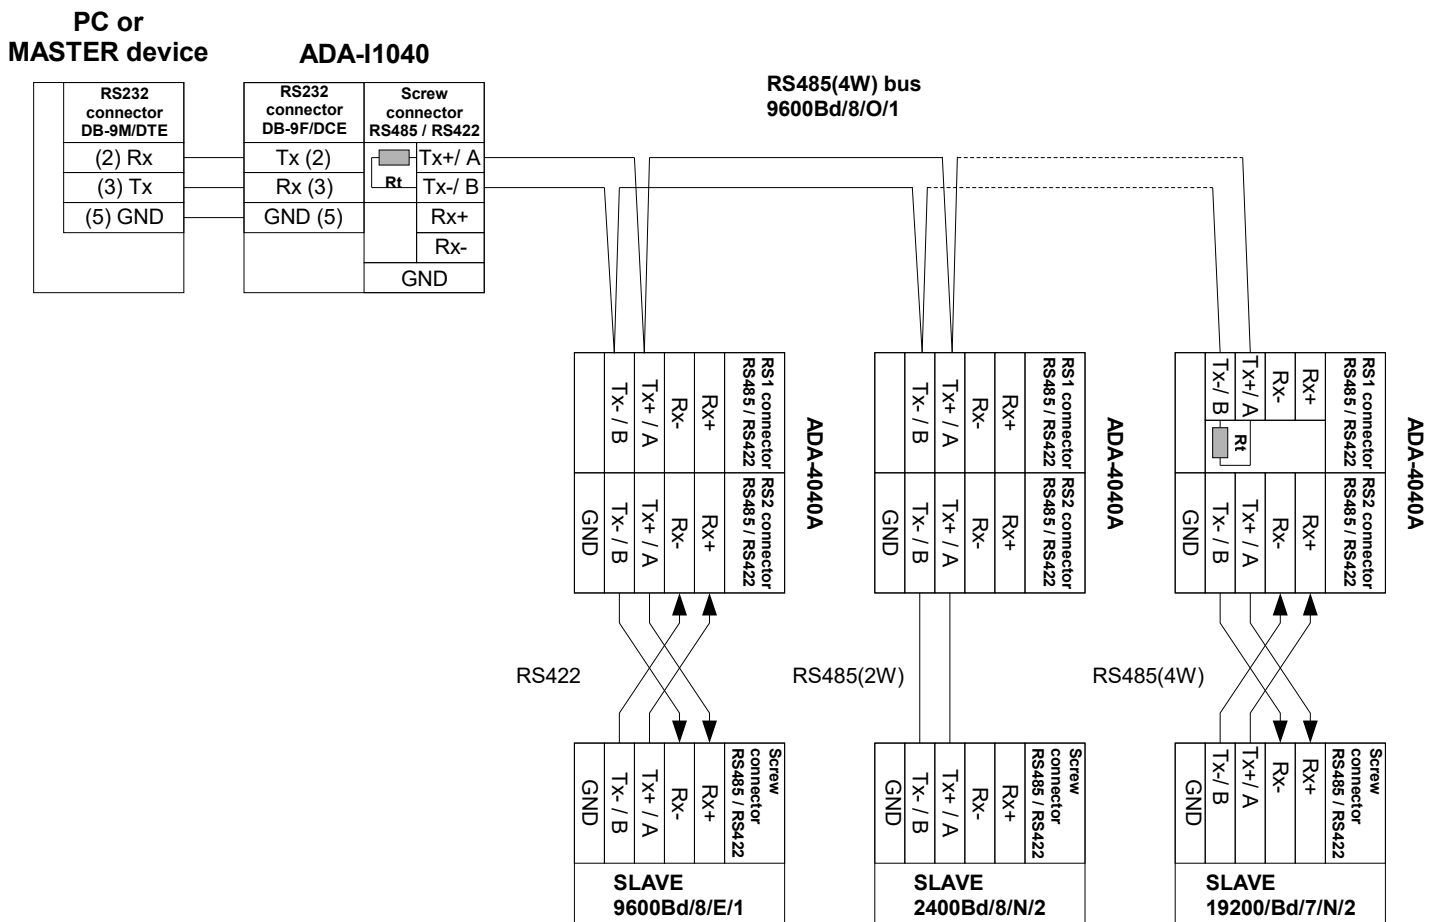 PC or
MASTER device
ADA-I1040
RS232
connector
DB-9M/DTE
(2) Rx
(3) Tx
(5) GND
RS232
connector
DB-9F/DCE
Tx (2)
Rx (3)
GND (5)
Screw
connector
RS485 / RS422
Rt
Tx+/ A
Tx-/ B
Rx+
Rx-
GND
RS485(4W) bus
9600Bd/8/O/1
Tx- / B
Tx+ / A
Rx-
Rx+
RS1 connector
RS485 / RS422
GND
Tx- / B
Tx+ / A
Rx-
Rx+
RS2 connector
RS485 / RS422
ADA-4040A
Tx- / B
Tx+ / A
Rx-
Rx+
RS1 connector
RS485 / RS422
GND
Tx- / B
Tx+ / A
Rx-
Rx+
RS2 connector
RS485 / RS422
ADA-4040A
Tx-/ B
Tx+/ A
Rx-
Rx+
Rt
RS1 connector
RS485 / RS422
GND
Tx- / B
Tx+ / A
Rx-
Rx+
RS2 connector
RS485 / RS422
ADA-4040A
RS422
RS485(2W)
RS485(4W)
GND
Tx- / B
Tx+ / A
Rx-
Rx+
Screw
connector
RS485 / RS422
SLAVE
9600Bd/8/E/1
GND
Tx- / B
Tx+ / A
Rx-
Rx+
Screw
connector
RS485 / RS422
SLAVE
2400Bd/8/N/2
GND
Tx-/ B
Tx+/ A
Rx-
Rx+
Screw
connector
RS485 / RS422
SLAVE
19200/Bd/7/N/2